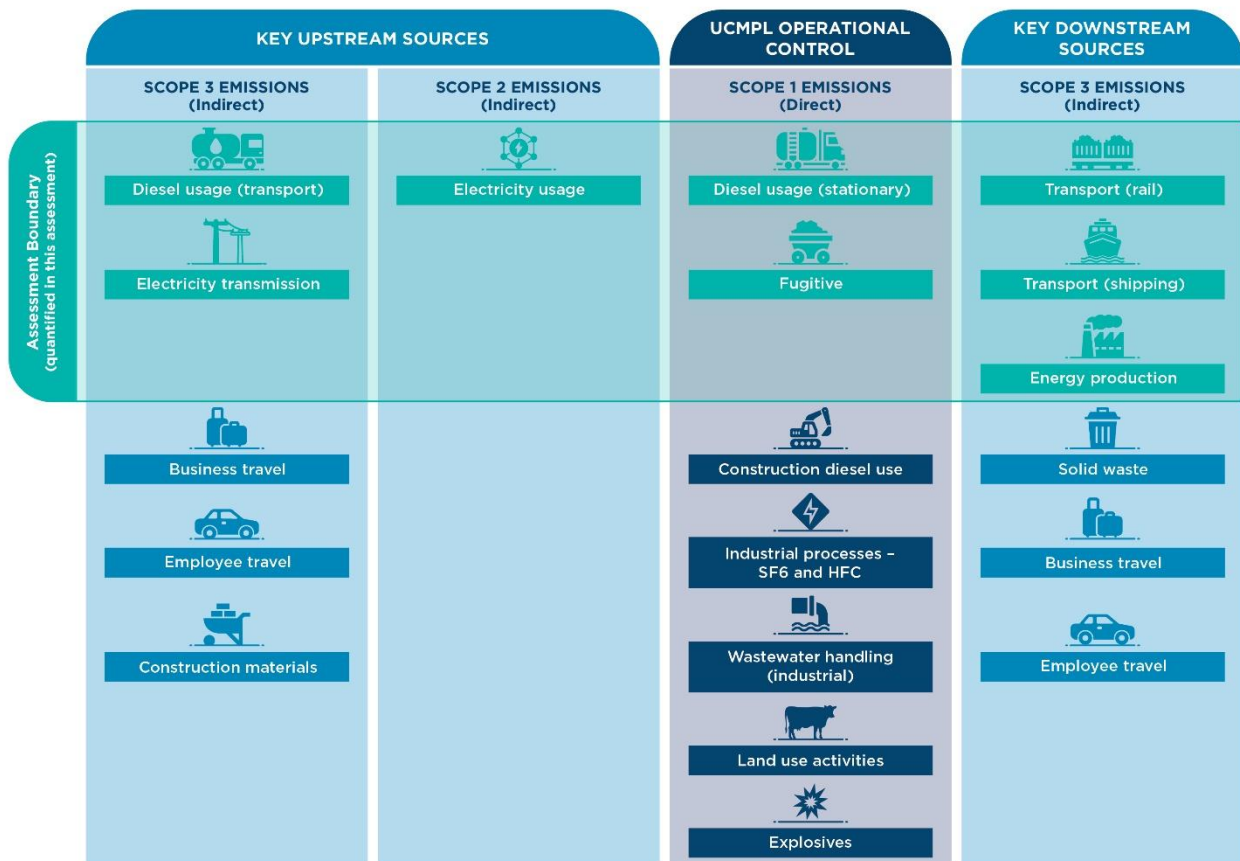 KEY UPSTREAM SOURCES
UCMPL OPERATIONAL
CONTROL
KEY DOWNSTREAM
SOURCES
SCOPE 3 EMISSIONS
(Indirect)
SCOPE 2 EMISSIONS
(Indirect)
SCOPE 1 EMISSIONS
(Direct)
SCOPE 3 EMISSIONS
(Indirect)
Assessment Boundary
(quantified in this assessment)
Diesel usage (transport)
Electricity usage
Diesel usage (stationary)
Transport (rail)
Electricity transmission
Fugitive
Transport (shipping)
Energy production
Business travel
Construction diesel use
Solid waste
Employee travel
Industrial processes –
SF6 and HFC
Business travel
Construction materials
Wastewater handling
(industrial)
Employee travel
Land use activities
Explosives